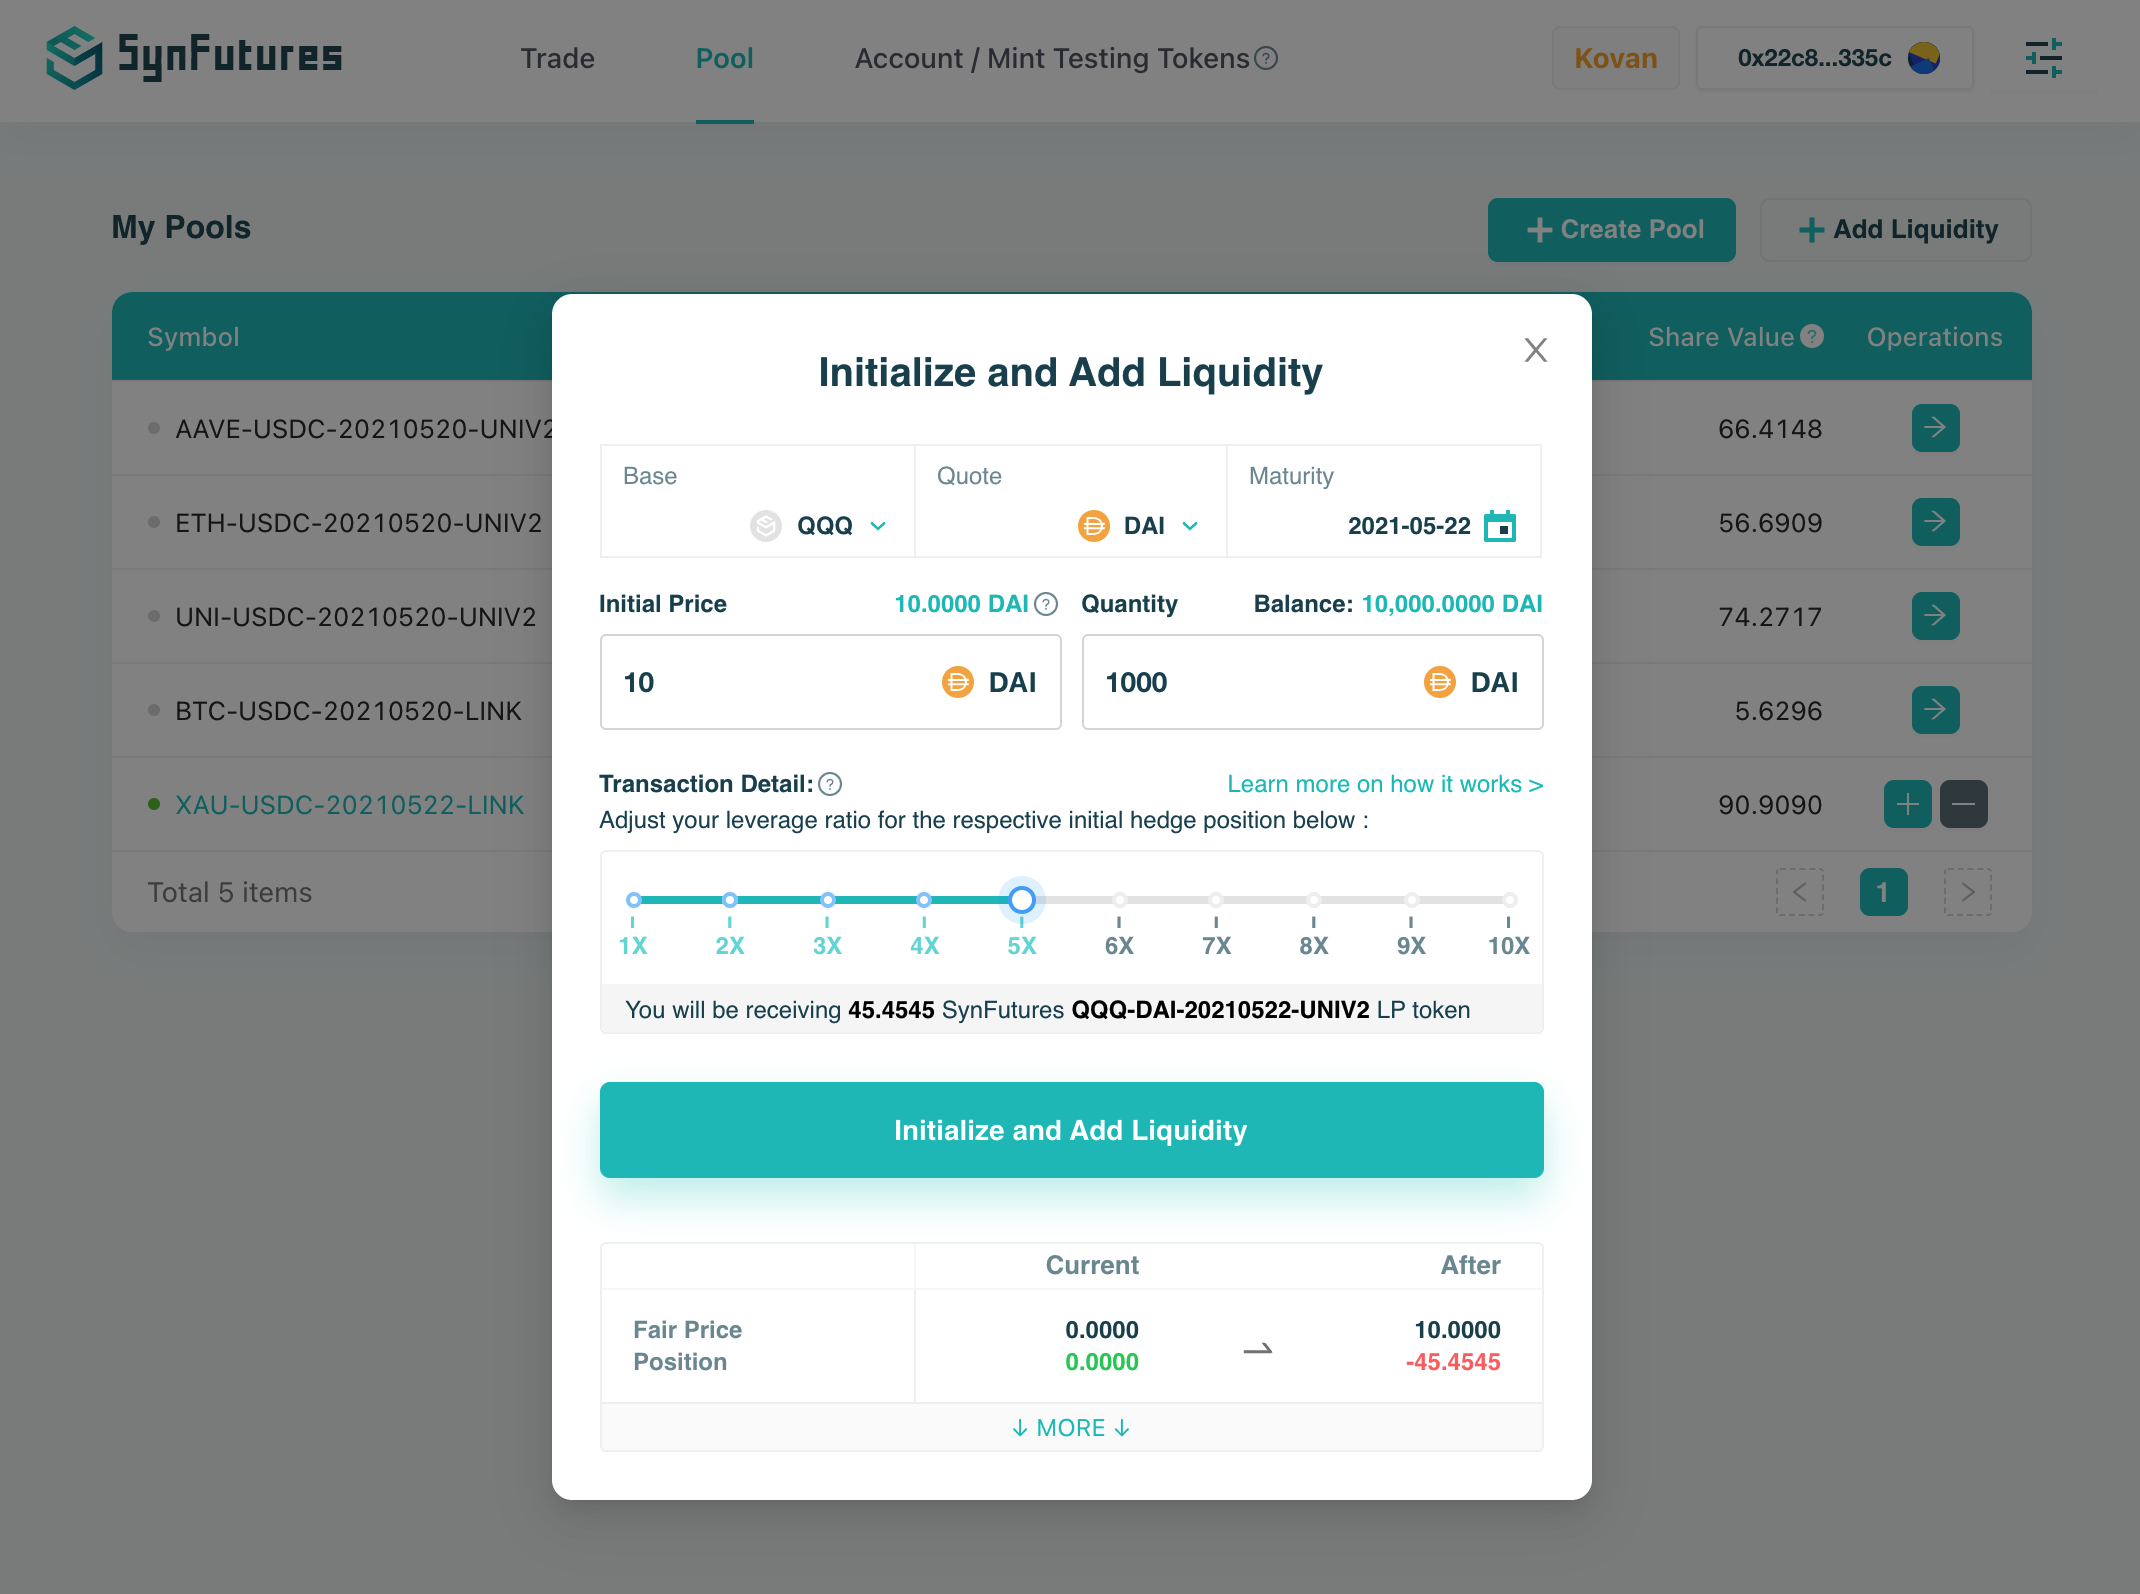 SynFutures
Trade
Pool
Account / Mint Testing Tokens
Kovan
0x22c8...335c
My Pools
+ Create Pool
+ Add Liquidity
Symbol
Share Value
Operations
AAVE-USDC-20210520-UNIV2
66.4148
ETH-USDC-20210520-UNIV2
56.6909
UNI-USDC-20210520-UNIV2
74.2717
BTC-USDC-20210520-LINK
5.6296
XAU-USDC-20210522-LINK
90.9090
Total 5 items
< 1 >
Initialize and Add Liquidity
X
Base
Quote
Maturity
QQQ
DAI
2021-05-22
Initial Price
10.0000 DAI
Quantity
Balance: 10,000.0000 DAI
10
DAI
1000
DAI
Transaction Detail:
Learn more on how it works >
Adjust your leverage ratio for the respective initial hedge position below :
1X 2X 3X 4X 5X 6X 7X 8X 9X 10X
You will be receiving 45.4545 SynFutures QQQ-DAI-20210522-UNIV2 LP token
Initialize and Add Liquidity
Current
After
Fair Price
0.0000
10.0000
Position
0.0000
-45.4545
↓ MORE ↓